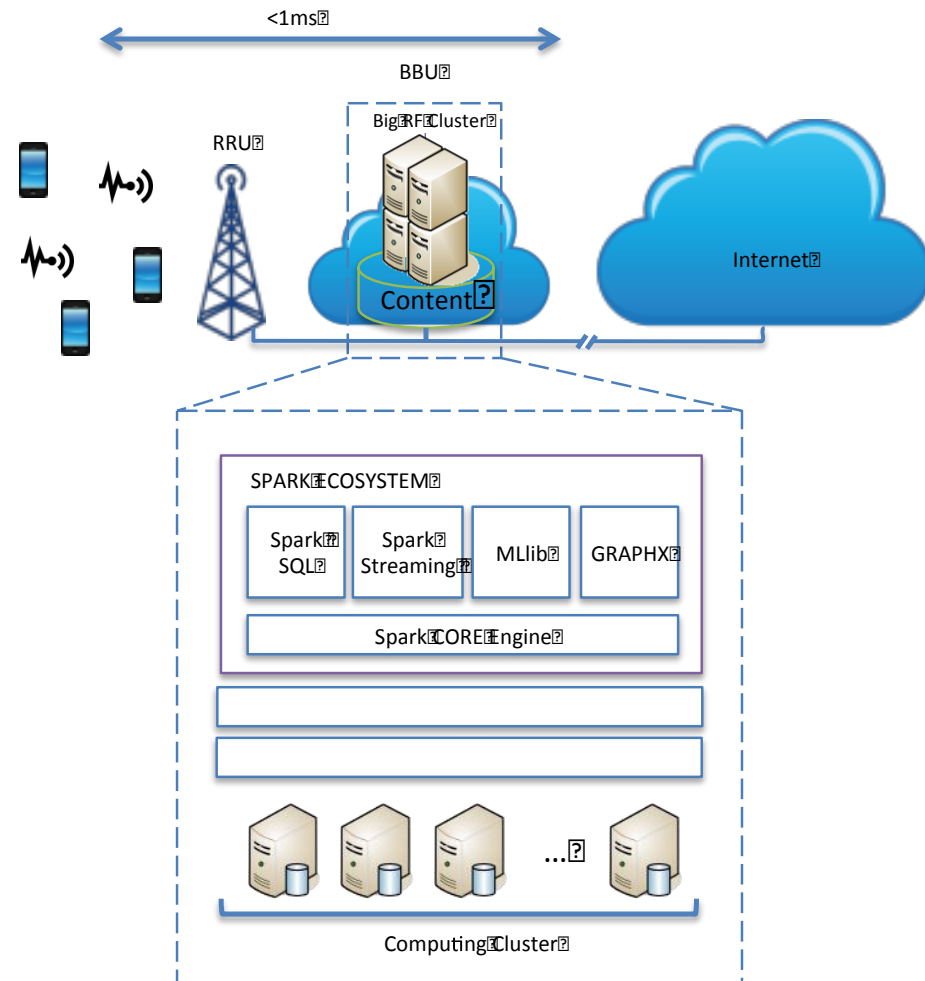 <1ms
BBU
Big RF Cluster
RRU
Internet
Content
SPARK ECOSYSTEM
Spark
SQL
Spark
Streaming
MLlib
GRAPHX
Spark CORE Engine
...
Computing Cluster